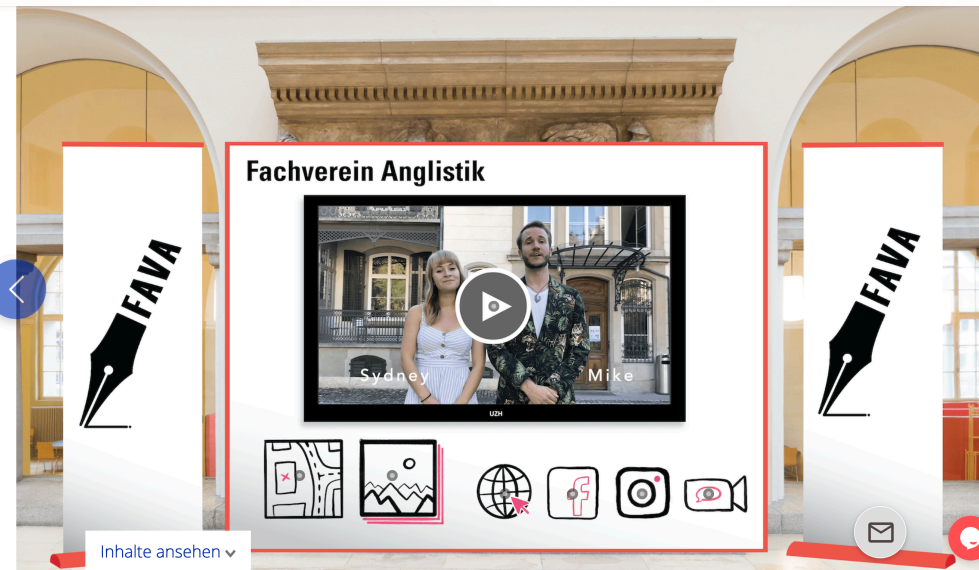 Fachverein Anglistik
FAVA
FAVA
Sydney
Mike
UZH
Inhalte ansehen